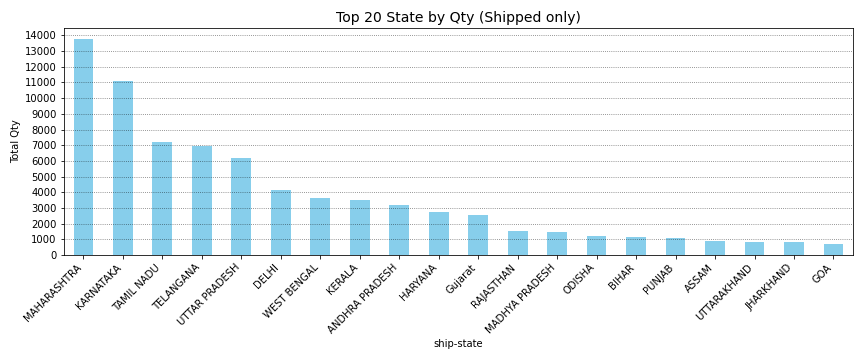 Top 20 State by Qty (Shipped only)
Total Qty
14000
13000
12000
11000
10000
9000
8000
7000
6000
5000
4000
3000
2000
1000
0
MAHARASHTRA
KARNATAKA
TAMIL NADU
TELANGANA
UTTAR PRADESH
DELHI
WEST BENGAL
KERALA
ANDHRA PRADESH
HARYANA
Gujarat
RAJASTHAN
MADHYA PRADESH
ODISHA
BIHAR
PUNJAB
ASSAM
UTTARAKHAND
JHARKHAND
GOA
ship-state